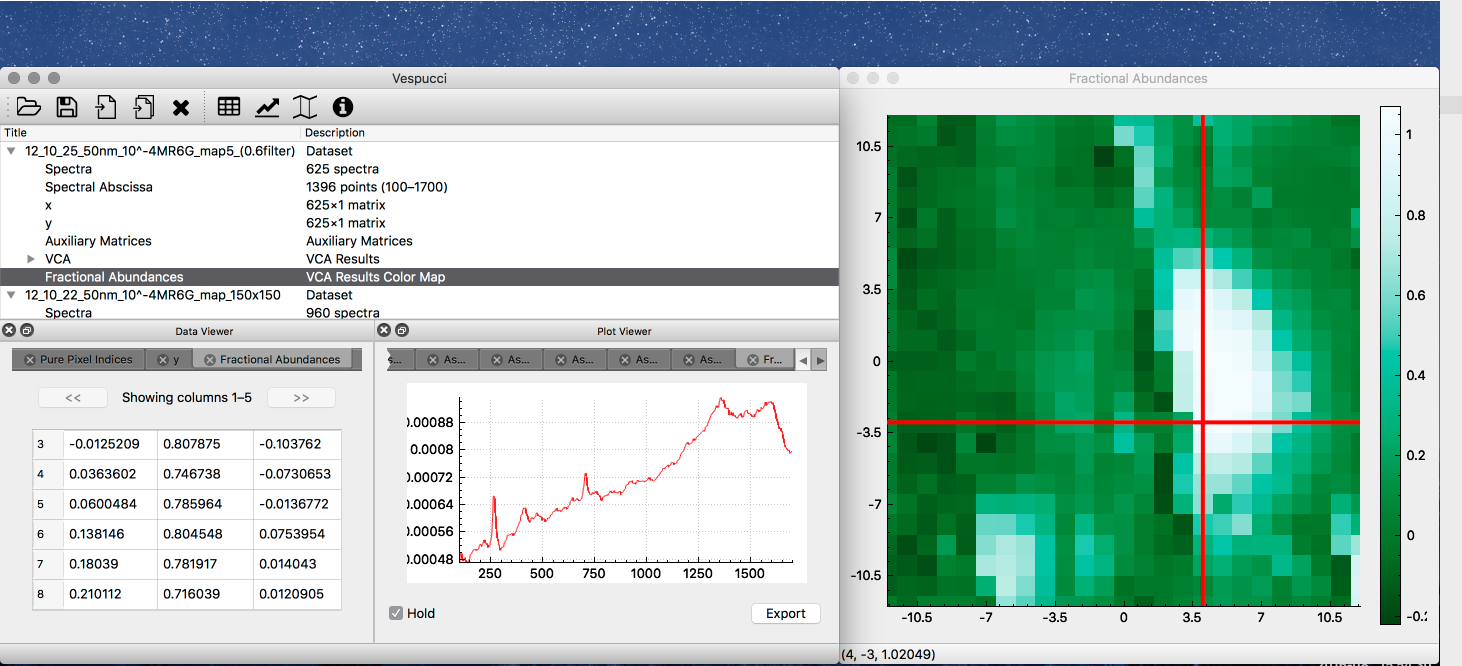 Vespucci
Title Description
12_10_25_50nm_10^-4MR6G_map5_(0.6filter) Dataset
Spectra 625 spectra
Spectral Abscissa 1396 points (100–1700)
x 625×1 matrix
y 625×1 matrix
Auxiliary Matrices Auxiliary Matrices
VCA VCA Results
Fractional Abundances VCA Results Color Map
12_10_22_50nm_10^-4MR6G_map_150x150 Dataset
Spectra 960 spectra
Data Viewer
Pure Pixel Indices y Fractional Abundances
<< Showing columns 1–5 >>
3 -0.0125209 0.807875 -0.103762
4 0.0363602 0.746738 -0.0730653
5 0.0600484 0.785964 -0.0136772
6 0.138146 0.804548 0.0753954
7 0.18039 0.781917 0.014043
8 0.210112 0.716039 0.0120905
Plot Viewer
As... As... As... As... As... Fr...
0.00088
0.0008
0.00072
0.00064
0.00056
0.00048
250 500 750 1000 1250 1500
Hold Export
Fractional Abundances
10.5
7
3.5
0
-3.5
-7
-10.5
-10.5 -7 -3.5 0 3.5 7 10.5
1
0.8
0.6
0.4
0.2
0
(4, -3, 1.02049)